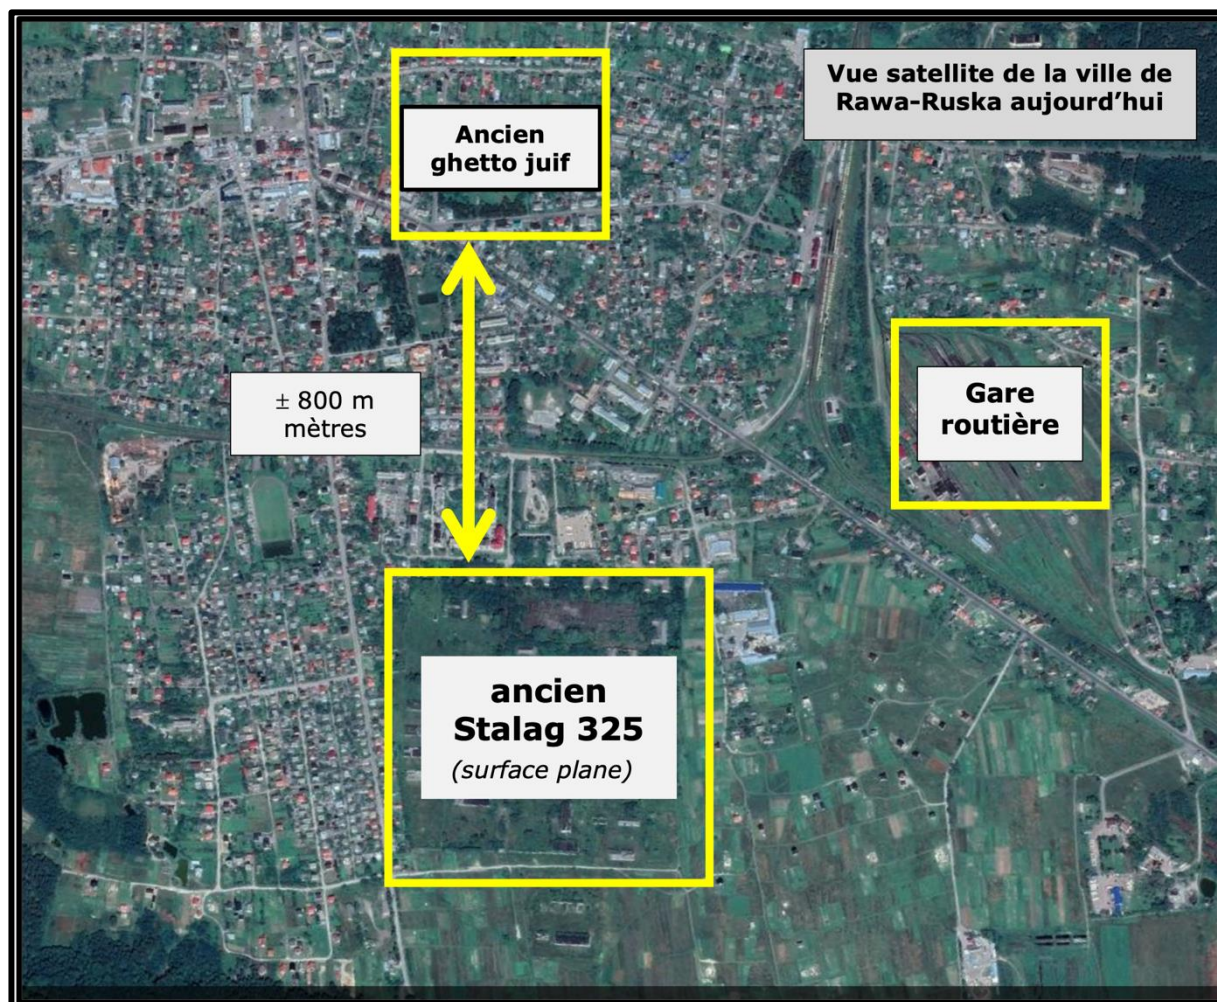 Vue satellite de la ville de
Rawa-Ruska aujourd’hui
Ancien
ghetto juif
± 800 m
mètres
Gare
routière
ancien
Stalag 325
(surface plane)